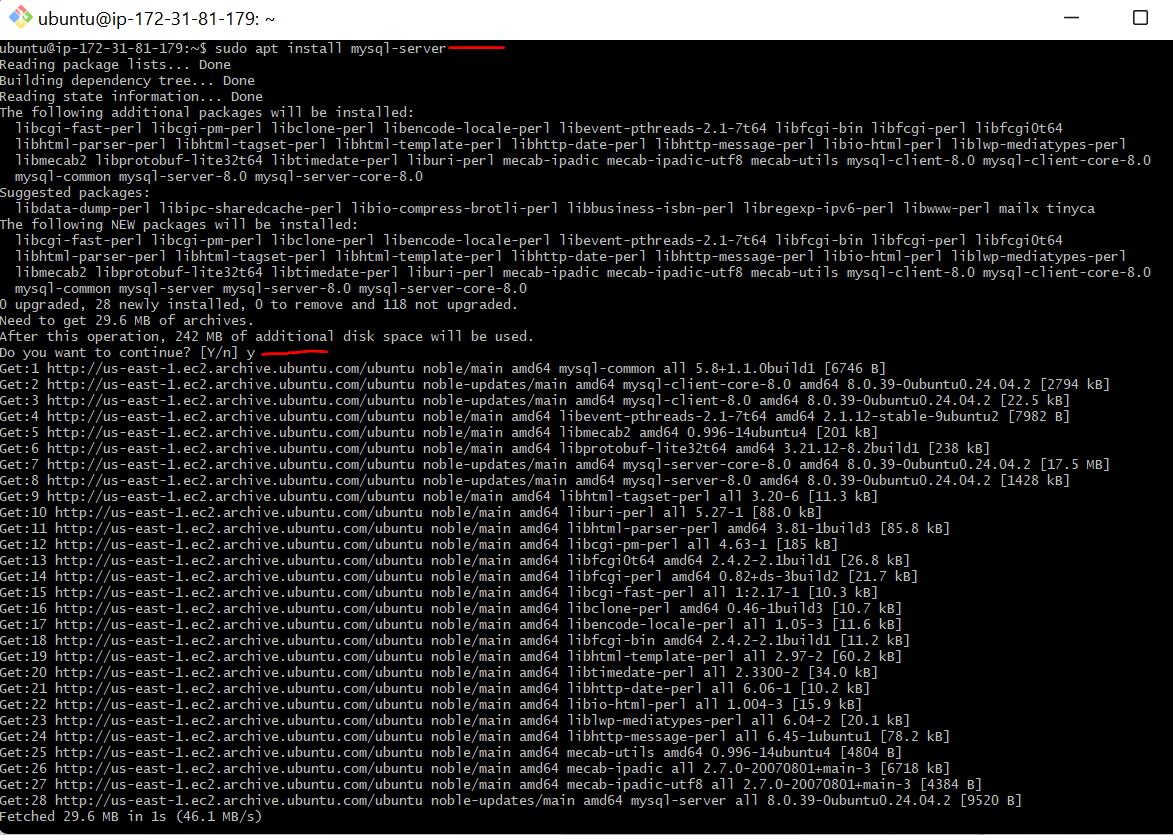 ubuntu@ip-172-31-81-179: ~
ubuntu@ip-172-31-81-179:~$ sudo apt install mysql-server
Reading package lists... Done
Building dependency tree... Done
Reading state information... Done
The following additional packages will be installed:
  libcgi-fast-perl libcgi-pm-perl libclone-perl libencode-locale-perl libevent-pthreads-2.1-7t64 libfcgi-bin libfcgi-perl libfcgi0t64
  libhtml-parser-perl libhtml-tagset-perl libhtml-template-perl libhttp-date-perl libhttp-message-perl libio-html-perl liblwp-mediatypes-perl
  libmecab2 libprotobuf-lite32t64 libtimedate-perl liburi-perl mecab-ipadic mecab-ipadic-utf8 mecab-utils mysql-client-8.0 mysql-client-core-8.0
  mysql-common mysql-server-8.0 mysql-server-core-8.0
Suggested packages:
  libdata-dump-perl libipc-sharedcache-perl libio-compress-brotli-perl libbusiness-isbn-perl libregexp-ipv6-perl libwww-perl mailx tinyca
The following NEW packages will be installed:
  libcgi-fast-perl libcgi-pm-perl libclone-perl libencode-locale-perl libevent-pthreads-2.1-7t64 libfcgi-bin libfcgi-perl libfcgi0t64
  libhtml-parser-perl libhtml-tagset-perl libhtml-template-perl libhttp-date-perl libhttp-message-perl libio-html-perl liblwp-mediatypes-perl
  libmecab2 libprotobuf-lite32t64 libtimedate-perl liburi-perl mecab-ipadic mecab-ipadic-utf8 mecab-utils mysql-client-8.0 mysql-client-core-8.0
  mysql-common mysql-server mysql-server-8.0 mysql-server-core-8.0
0 upgraded, 28 newly installed, 0 to remove and 118 not upgraded.
Need to get 29.6 MB of archives.
After this operation, 242 MB of additional disk space will be used.
Do you want to continue? [Y/n] y
Get:1 http://us-east-1.ec2.archive.ubuntu.com/ubuntu noble/main amd64 mysql-common all 5.8+1.1.0build1 [6746 B]
Get:2 http://us-east-1.ec2.archive.ubuntu.com/ubuntu noble-updates/main amd64 mysql-client-core-8.0 amd64 8.0.39-0ubuntu0.24.04.2 [2794 kB]
Get:3 http://us-east-1.ec2.archive.ubuntu.com/ubuntu noble-updates/main amd64 mysql-client-8.0 amd64 8.0.39-0ubuntu0.24.04.2 [22.5 kB]
Get:4 http://us-east-1.ec2.archive.ubuntu.com/ubuntu noble/main amd64 libevent-pthreads-2.1-7t64 amd64 2.1.12-stable-9ubuntu2 [7982 B]
Get:5 http://us-east-1.ec2.archive.ubuntu.com/ubuntu noble/main amd64 libmecab2 amd64 0.996-14ubuntu4 [201 kB]
Get:6 http://us-east-1.ec2.archive.ubuntu.com/ubuntu noble/main amd64 libprotobuf-lite32t64 amd64 3.21.12-8.2build1 [238 kB]
Get:7 http://us-east-1.ec2.archive.ubuntu.com/ubuntu noble-updates/main amd64 mysql-server-core-8.0 amd64 8.0.39-0ubuntu0.24.04.2 [17.5 MB]
Get:8 http://us-east-1.ec2.archive.ubuntu.com/ubuntu noble-updates/main amd64 mysql-server-8.0 amd64 8.0.39-0ubuntu0.24.04.2 [1428 kB]
Get:9 http://us-east-1.ec2.archive.ubuntu.com/ubuntu noble/main amd64 libhtml-tagset-perl all 3.20-6 [11.3 kB]
Get:10 http://us-east-1.ec2.archive.ubuntu.com/ubuntu noble/main amd64 liburi-perl all 5.27-1 [88.0 kB]
Get:11 http://us-east-1.ec2.archive.ubuntu.com/ubuntu noble/main amd64 libhtml-parser-perl amd64 3.81-1build3 [85.8 kB]
Get:12 http://us-east-1.ec2.archive.ubuntu.com/ubuntu noble/main amd64 libcgi-pm-perl all 4.63-1 [185 kB]
Get:13 http://us-east-1.ec2.archive.ubuntu.com/ubuntu noble/main amd64 libfcgi0t64 amd64 2.4.2-2.1build1 [26.8 kB]
Get:14 http://us-east-1.ec2.archive.ubuntu.com/ubuntu noble/main amd64 libfcgi-perl amd64 0.82+ds-3build2 [21.7 kB]
Get:15 http://us-east-1.ec2.archive.ubuntu.com/ubuntu noble/main amd64 libcgi-fast-perl all 1:2.17-1 [10.3 kB]
Get:16 http://us-east-1.ec2.archive.ubuntu.com/ubuntu noble/main amd64 libclone-perl amd64 0.46-1build3 [10.7 kB]
Get:17 http://us-east-1.ec2.archive.ubuntu.com/ubuntu noble/main amd64 libencode-locale-perl all 1.05-3 [11.6 kB]
Get:18 http://us-east-1.ec2.archive.ubuntu.com/ubuntu noble/main amd64 libfcgi-bin amd64 2.4.2-2.1build1 [11.2 kB]
Get:19 http://us-east-1.ec2.archive.ubuntu.com/ubuntu noble/main amd64 libhtml-template-perl all 2.97-2 [60.2 kB]
Get:20 http://us-east-1.ec2.archive.ubuntu.com/ubuntu noble/main amd64 libtimedate-perl all 2.3300-2 [34.0 kB]
Get:21 http://us-east-1.ec2.archive.ubuntu.com/ubuntu noble/main amd64 libhttp-date-perl all 6.06-1 [10.2 kB]
Get:22 http://us-east-1.ec2.archive.ubuntu.com/ubuntu noble/main amd64 libio-html-perl all 1.004-3 [15.9 kB]
Get:23 http://us-east-1.ec2.archive.ubuntu.com/ubuntu noble/main amd64 liblwp-mediatypes-perl all 6.04-2 [20.1 kB]
Get:24 http://us-east-1.ec2.archive.ubuntu.com/ubuntu noble/main amd64 libhttp-message-perl all 6.45-1ubuntu1 [78.2 kB]
Get:25 http://us-east-1.ec2.archive.ubuntu.com/ubuntu noble/main amd64 mecab-utils amd64 0.996-14ubuntu4 [4804 B]
Get:26 http://us-east-1.ec2.archive.ubuntu.com/ubuntu noble/main amd64 mecab-ipadic all 2.7.0-20070801+main-3 [6718 kB]
Get:27 http://us-east-1.ec2.archive.ubuntu.com/ubuntu noble/main amd64 mecab-ipadic-utf8 all 2.7.0-20070801+main-3 [4384 B]
Get:28 http://us-east-1.ec2.archive.ubuntu.com/ubuntu noble-updates/main amd64 mysql-server all 8.0.39-0ubuntu0.24.04.2 [9520 B]
Fetched 29.6 MB in 1s (46.1 MB/s)